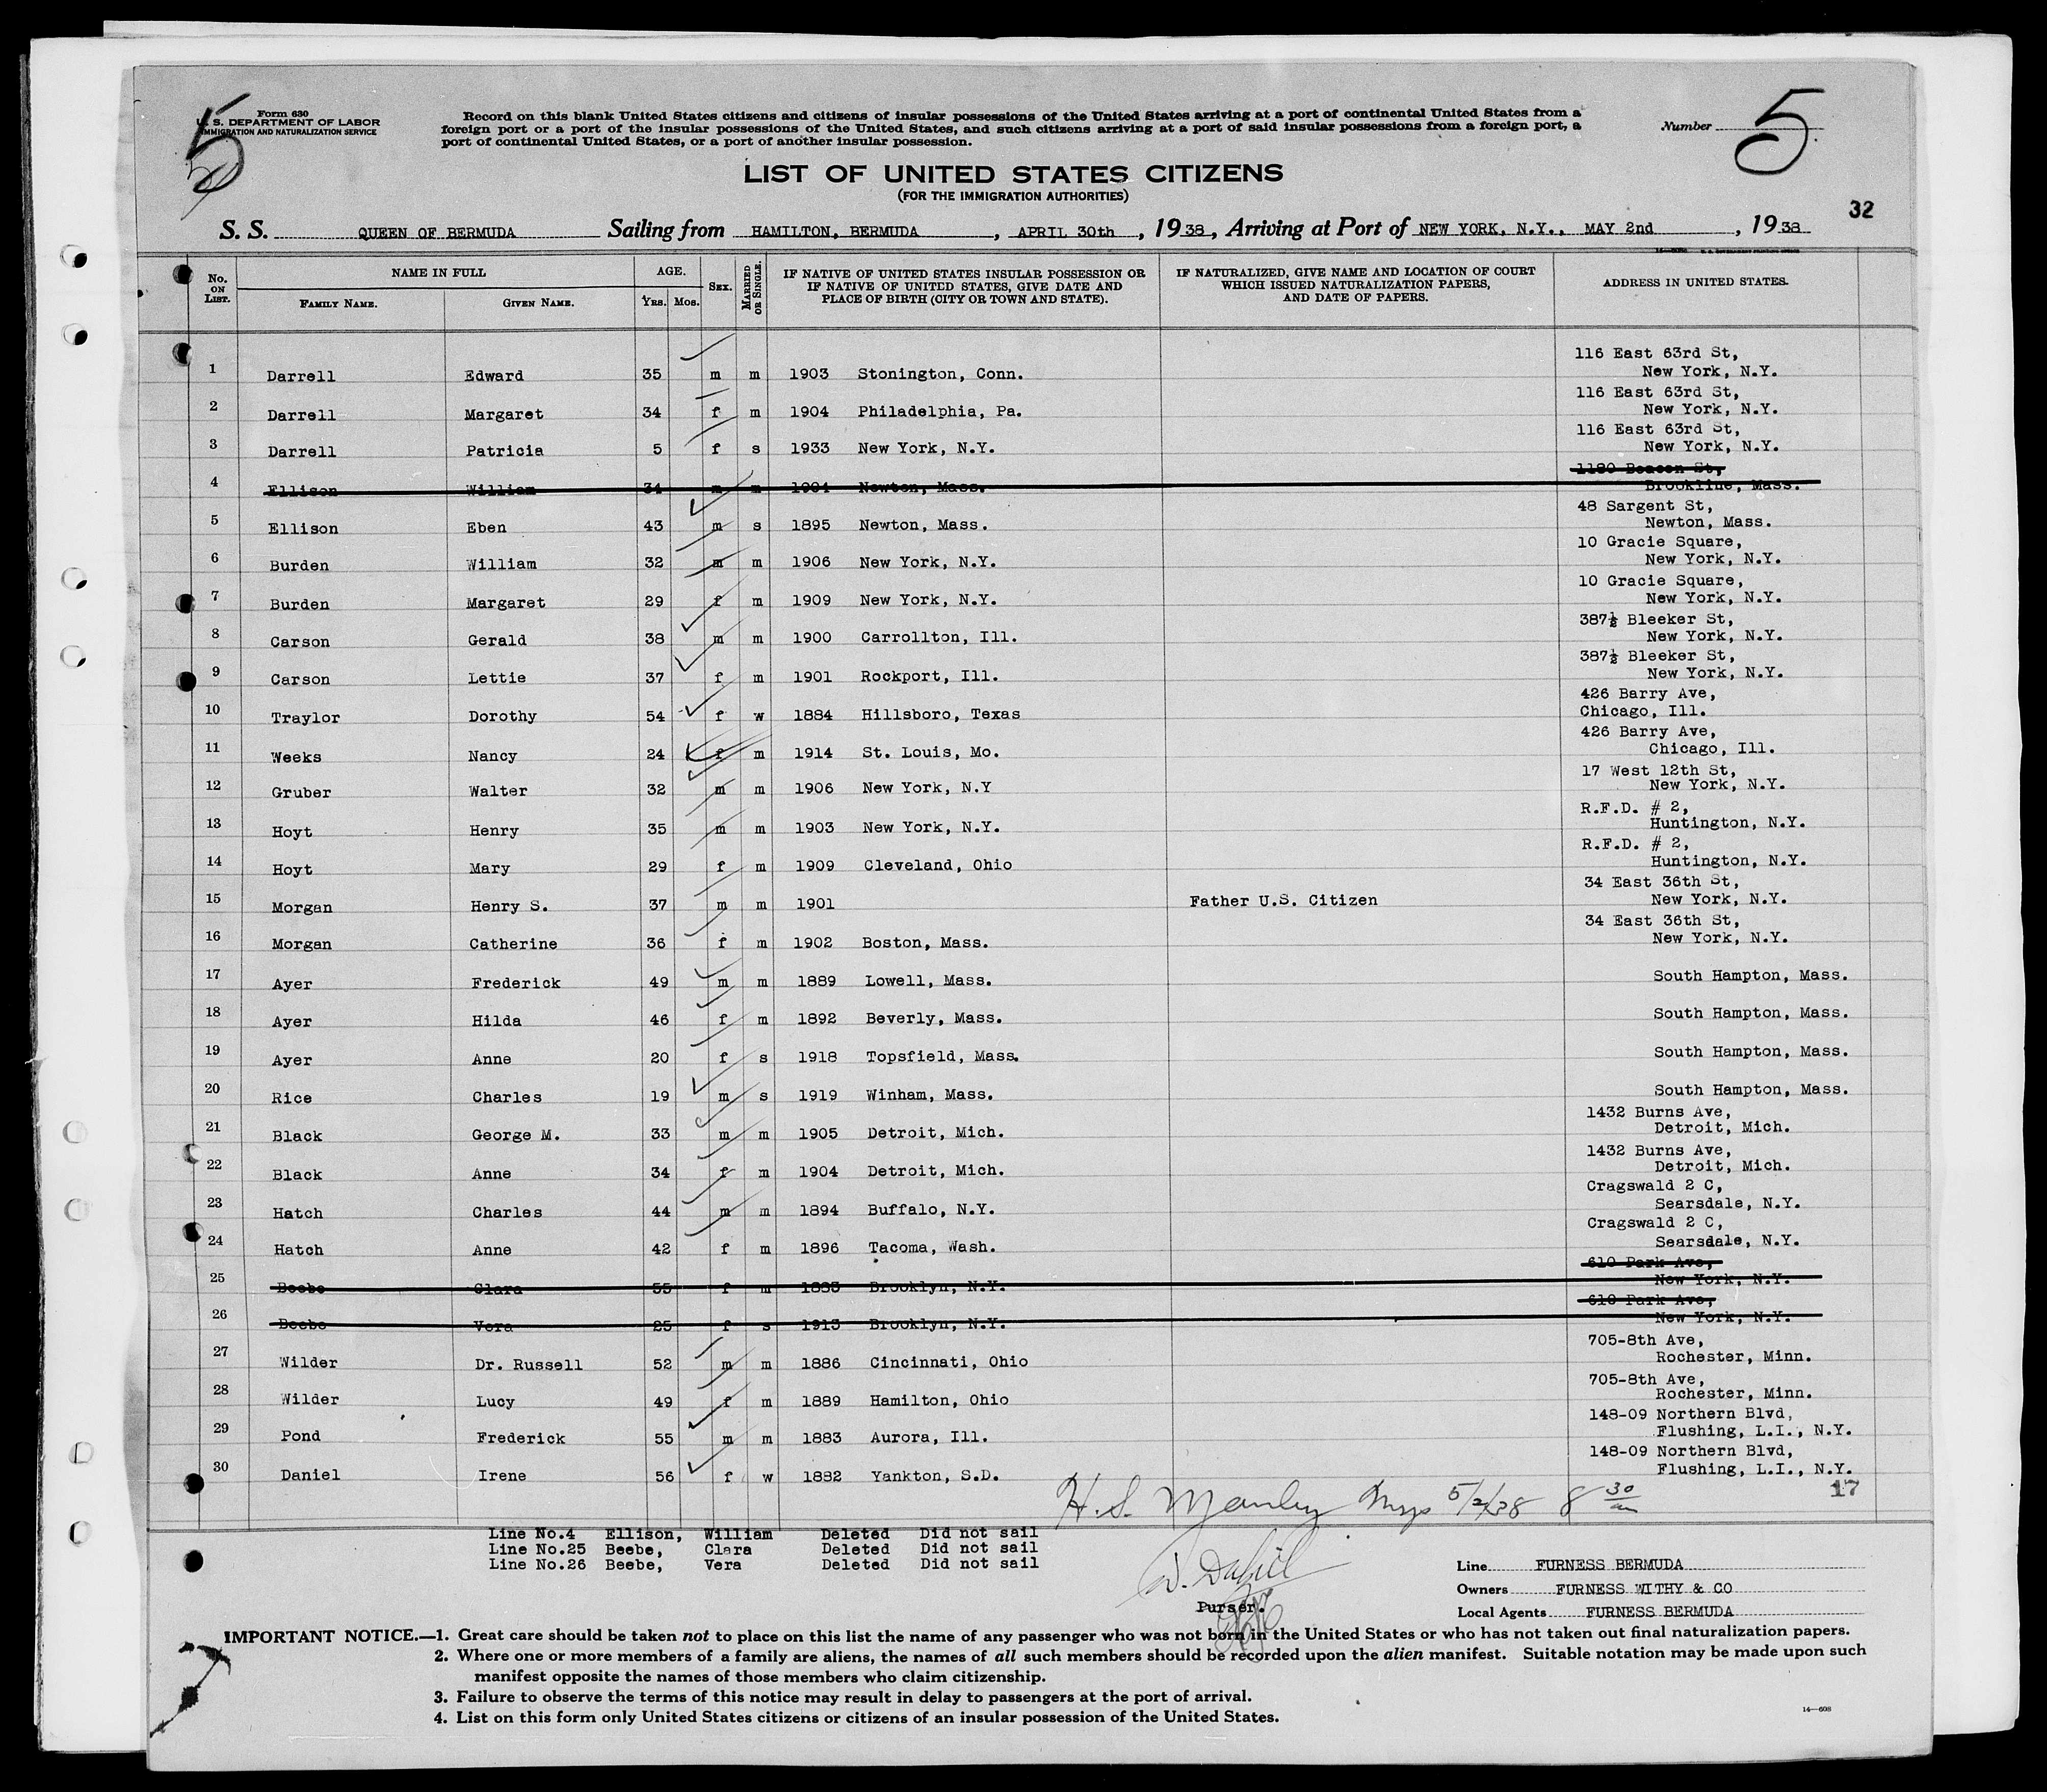 5
Form 630
U. S. DEPARTMENT OF LABOR
IMMIGRATION AND NATURALIZATION SERVICE
Record on this blank United States citizens and citizens of insular possessions of the United States arriving at a port of continental United States from a
foreign port or a port of the insular possessions of the United States, and such citizens arriving at a port of said insular possessions from a foreign port, a
port of continental United States, or a port of another insular possession.
Number 5
LIST OF UNITED STATES CITIZENS
(FOR THE IMMIGRATION AUTHORITIES)
32
S. S. QUEEN OF BERMUDA Sailing from HAMILTON, BERMUDA, APRIL 30th, 1938, Arriving at Port of NEW YORK, N.Y., MAY 2nd, 1938
No. ON LIST. NAME IN FULL FAMILY NAME. GIVEN NAME. AGE. YRS. MOS. SEX. MARRIED OR SINGLE. IF NATIVE OF UNITED STATES INSULAR POSSESSION OR IF NATIVE OF UNITED STATES, GIVE DATE AND PLACE OF BIRTH (CITY OR TOWN AND STATE). IF NATURALIZED, GIVE NAME AND LOCATION OF COURT WHICH ISSUED NATURALIZATION PAPERS, AND DATE OF PAPERS. ADDRESS IN UNITED STATES.
1 Darrell Edward 35 m m 1903 Stonington, Conn. 116 East 63rd St, New York, N.Y.
2 Darrell Margaret 34 f m 1904 Philadelphia, Pa. 116 East 63rd St, New York, N.Y.
3 Darrell Patricia 5 f s 1933 New York, N.Y. 116 East 63rd St, New York, N.Y.
4 Ellison William 34 m m 1904 Newton, Mass. 1180 Beacon St, Brookline, Mass.
5 Ellison Eben 43 m s 1895 Newton, Mass. 48 Sargent St, Newton, Mass.
6 Burden William 32 m m 1906 New York, N.Y. 10 Gracie Square, New York, N.Y.
7 Burden Margaret 29 f m 1909 New York, N.Y. 10 Gracie Square, New York, N.Y.
8 Carson Gerald 38 m m 1900 Carrollton, Ill. 387½ Bleeker St, New York, N.Y.
9 Carson Lettie 37 f m 1901 Rockport, Ill. 387½ Bleeker St, New York, N.Y.
10 Traylor Dorothy 54 f w 1884 Hillsboro, Texas 426 Barry Ave, Chicago, Ill.
11 Weeks Nancy 24 f m 1914 St. Louis, Mo. 426 Barry Ave, Chicago, Ill.
12 Gruber Walter 32 m m 1906 New York, N.Y 17 West 12th St, New York, N.Y.
13 Hoyt Henry 35 m m 1903 New York, N.Y. R.F.D. # 2, Huntington, N.Y.
14 Hoyt Mary 29 f m 1909 Cleveland, Ohio R.F.D. # 2, Huntington, N.Y.
15 Morgan Henry S. 37 m m 1901 Father U.S. Citizen 34 East 36th St, New York, N.Y.
16 Morgan Catherine 36 f m 1902 Boston, Mass. 34 East 36th St, New York, N.Y.
17 Ayer Frederick 49 m m 1889 Lowell, Mass. South Hampton, Mass.
18 Ayer Hilda 46 f m 1892 Beverly, Mass. South Hampton, Mass.
19 Ayer Anne 20 f s 1918 Topsfield, Mass. South Hampton, Mass.
20 Rice Charles 19 m s 1919 Winham, Mass. South Hampton, Mass.
21 Black George M. 33 m m 1905 Detroit, Mich. 1432 Burns Ave, Detroit, Mich.
22 Black Anne 34 f m 1904 Detroit, Mich. 1432 Burns Ave, Detroit, Mich.
23 Hatch Charles 44 m m 1894 Buffalo, N.Y. Cragswald 2 C, Searsdale, N.Y.
24 Hatch Anne 42 f m 1896 Tacoma, Wash. Cragswald 2 C, Searsdale, N.Y.
25 Beebe Clara 55 f m 1883 Brooklyn, N.Y. 610 Park Ave, New York, N.Y.
26 Beebe Vera 25 f s 1913 Brooklyn, N.Y. 610 Park Ave, New York, N.Y.
27 Wilder Dr. Russell 52 m m 1886 Cincinnati, Ohio 705-8th Ave, Rochester, Minn.
28 Wilder Lucy 49 f m 1889 Hamilton, Ohio 705-8th Ave, Rochester, Minn.
29 Pond Frederick 55 m m 1883 Aurora, Ill. 148-09 Northern Blvd, Flushing, L.I., N.Y.
30 Daniel Irene 56 f w 1882 Yankton, S.D. 148-09 Northern Blvd, Flushing, L.I., N.Y.
H. S. Manley 5/2/38 8 30 am 17
Line No.4 Ellison, William Deleted Did not sail
Line No.25 Beebe, Clara Deleted Did not sail
Line No.26 Beebe, Vera Deleted Did not sail
Purser.
Line FURNESS BERMUDA
Owners FURNESS WITHY & CO
Local Agents FURNESS BERMUDA
IMPORTANT NOTICE.—1. Great care should be taken not to place on this list the name of any passenger who was not born in the United States or who has not taken out final naturalization papers.
2. Where one or more members of a family are aliens, the names of all such members should be recorded upon the alien manifest. Suitable notation may be made upon such
manifest opposite the names of those members who claim citizenship.
3. Failure to observe the terms of this notice may result in delay to passengers at the port of arrival.
4. List on this form only United States citizens or citizens of an insular possession of the United States.
14—608